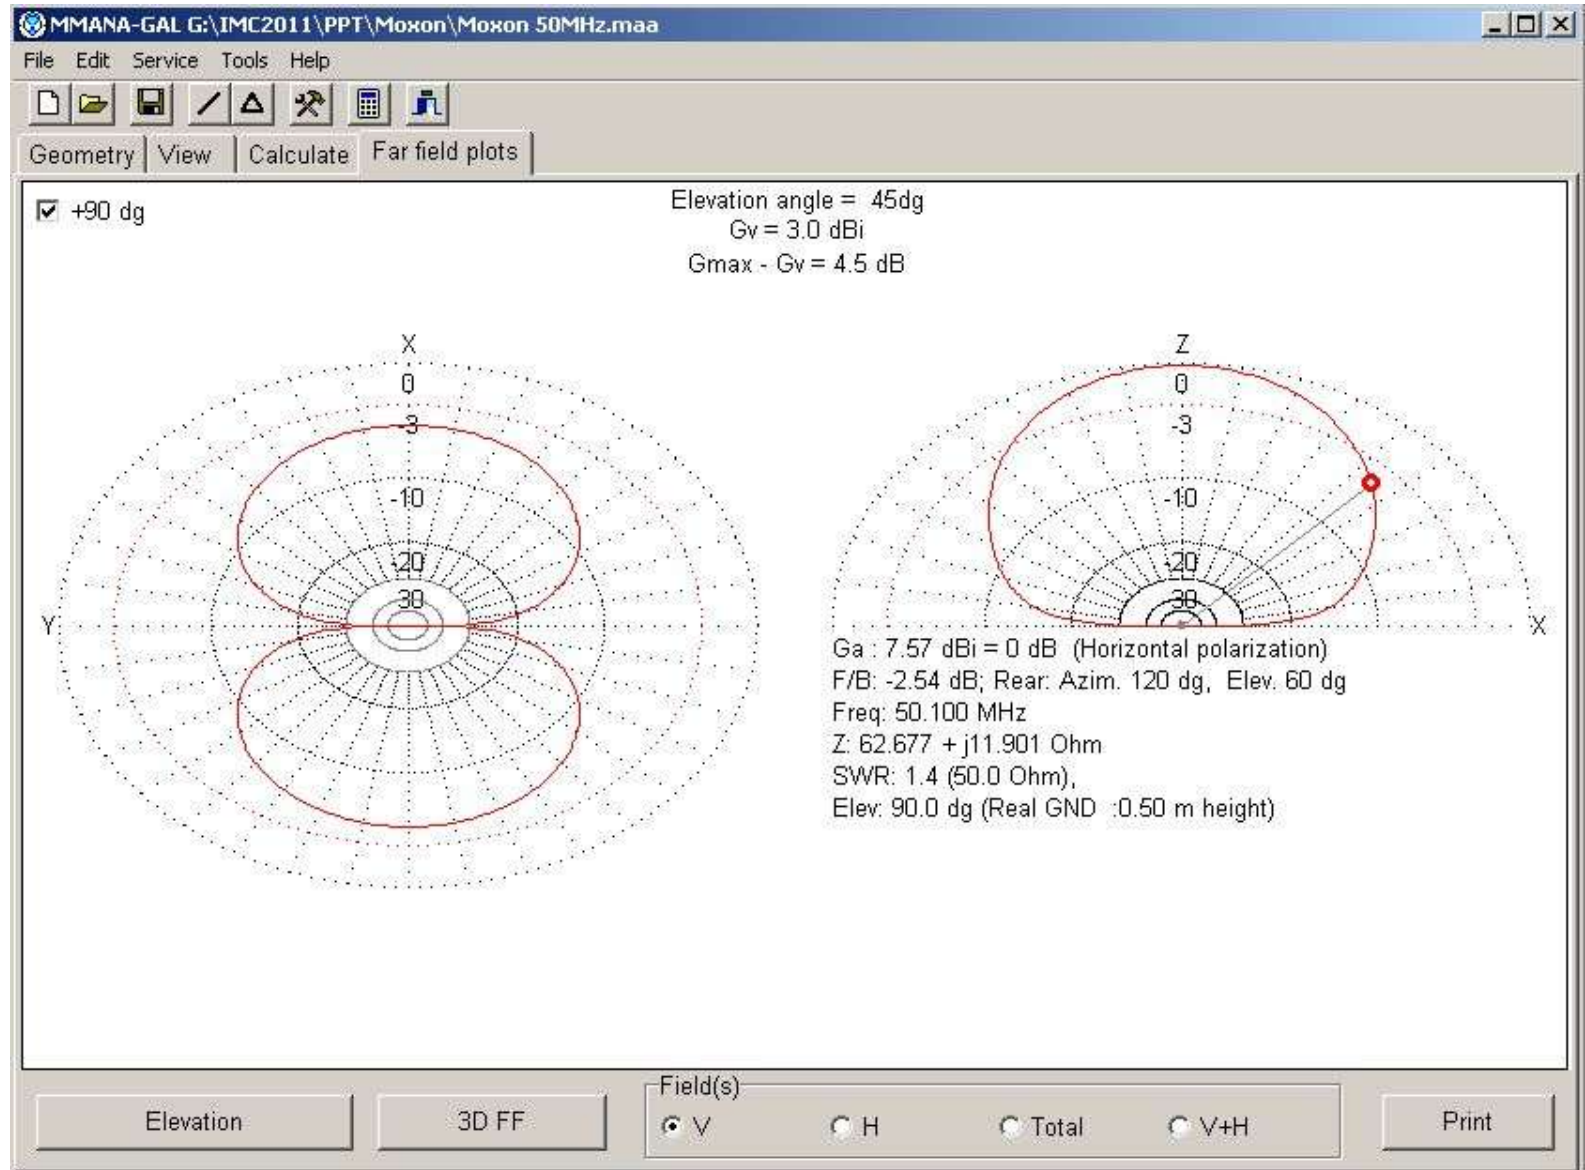 MMANA-GAL G:\IMC2011\PPT\Moxon\Moxon 50MHz.maa
File Edit Service Tools Help
Geometry View Calculate Far field plots
+90 dg
Elevation angle = 45dg
Gv = 3.0 dBi
Gmax - Gv = 4.5 dB
X
0
-3
-10
-20
30
Y
Z
0
-3
-10
-20
30
X
Ga : 7.57 dBi = 0 dB (Horizontal polarization)
F/B: -2.54 dB; Rear: Azim. 120 dg, Elev. 60 dg
Freq: 50.100 MHz
Z: 62.677 + j11.901 Ohm
SWR: 1.4 (50.0 Ohm),
Elev: 90.0 dg (Real GND :0.50 m height)
Field(s)
Elevation 3D FF V H Total V+H Print